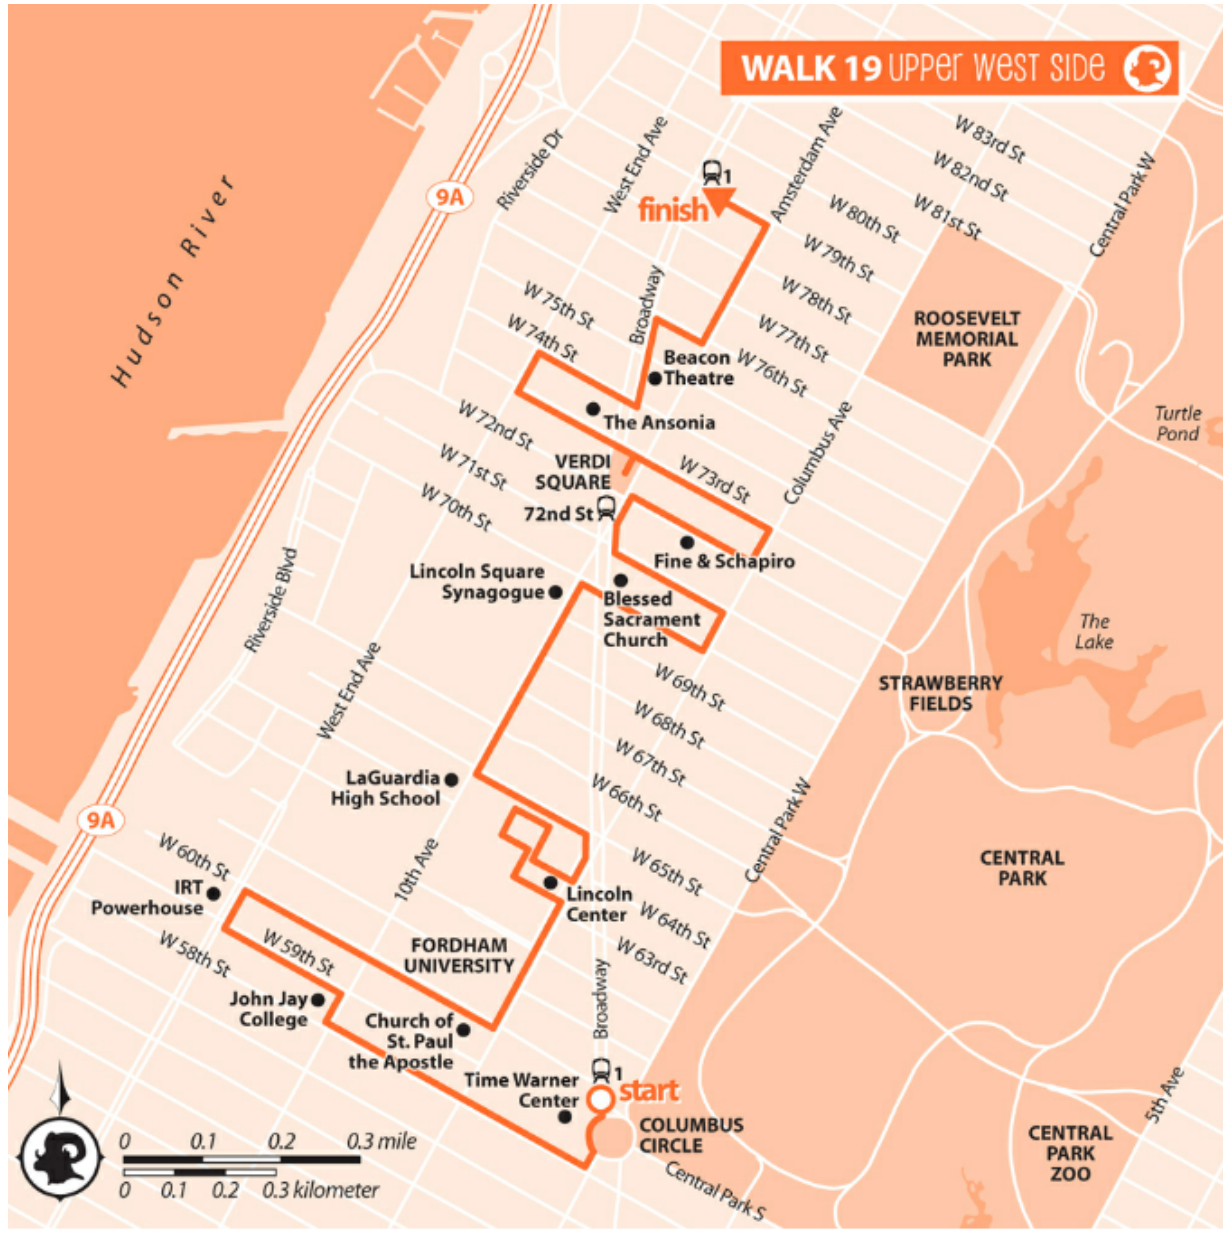 WALK 19 UPPER WEST SIDE
W 83rd St
W 82nd St
W 81st St
W 80th St
W 79th St
W 78th St
W 77th St
W 76th St
Central Park W
Amsterdam Ave
West End Ave
Riverside Dr
9A
Hudson River
1
finish
Broadway
W 75th St
W 74th St
ROOSEVELT
MEMORIAL
PARK
Beacon
Theatre
The Ansonia
Columbus Ave
Turtle
Pond
W 72nd St
W 71st St
W 70th St
VERDI
SQUARE
W 73rd St
72nd St
Fine & Schapiro
Lincoln Square
Synagogue
Blessed
Sacrament
Church
Riverside Blvd
West End Ave
The
Lake
STRAWBERRY
FIELDS
W 69th St
W 68th St
W 67th St
W 66th St
LaGuardia
High School
Central Park W
9A
W 60th St
10th Ave
W 65th St
W 64th St
W 63rd St
CENTRAL
PARK
IRT
Powerhouse
Lincoln
Center
W 59th St
W 58th St
FORDHAM
UNIVERSITY
John Jay
College
Church of
St. Paul
the Apostle
Broadway
Time Warner
Center
1
start
COLUMBUS
CIRCLE
Central Park S
5th Ave
CENTRAL
PARK
ZOO
0 0.1 0.2 0.3 mile
0 0.1 0.2 0.3 kilometer